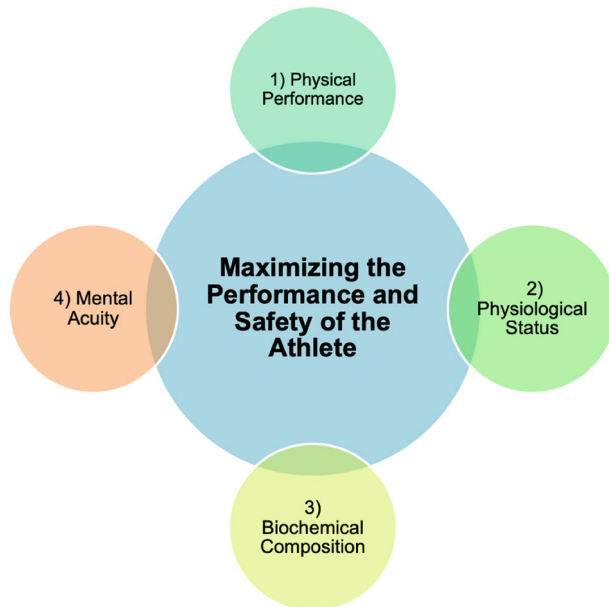 1) Physical
Performance
Maximizing the
Performance and
Safety of the
Athlete
4) Mental
Acuity
2)
Physiological
Status
3)
Biochemical
Composition